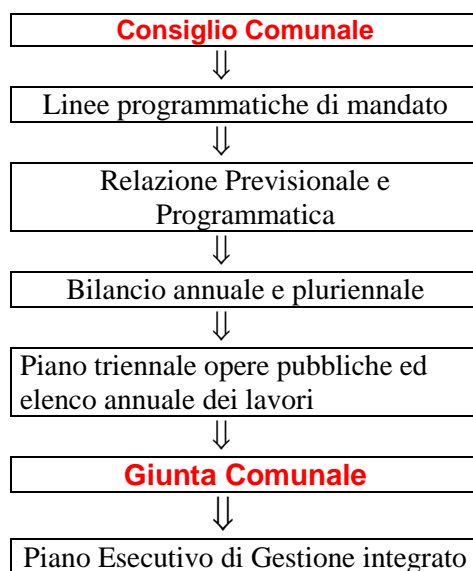 Consiglio Comunale
⇓
Linee programmatiche di mandato
⇓
Relazione Previsionale e
Programmatica
⇓
Bilancio annuale e pluriennale
⇓
Piano triennale opere pubbliche ed
elenco annuale dei lavori
⇓
Giunta Comunale
⇓
Piano Esecutivo di Gestione integrato